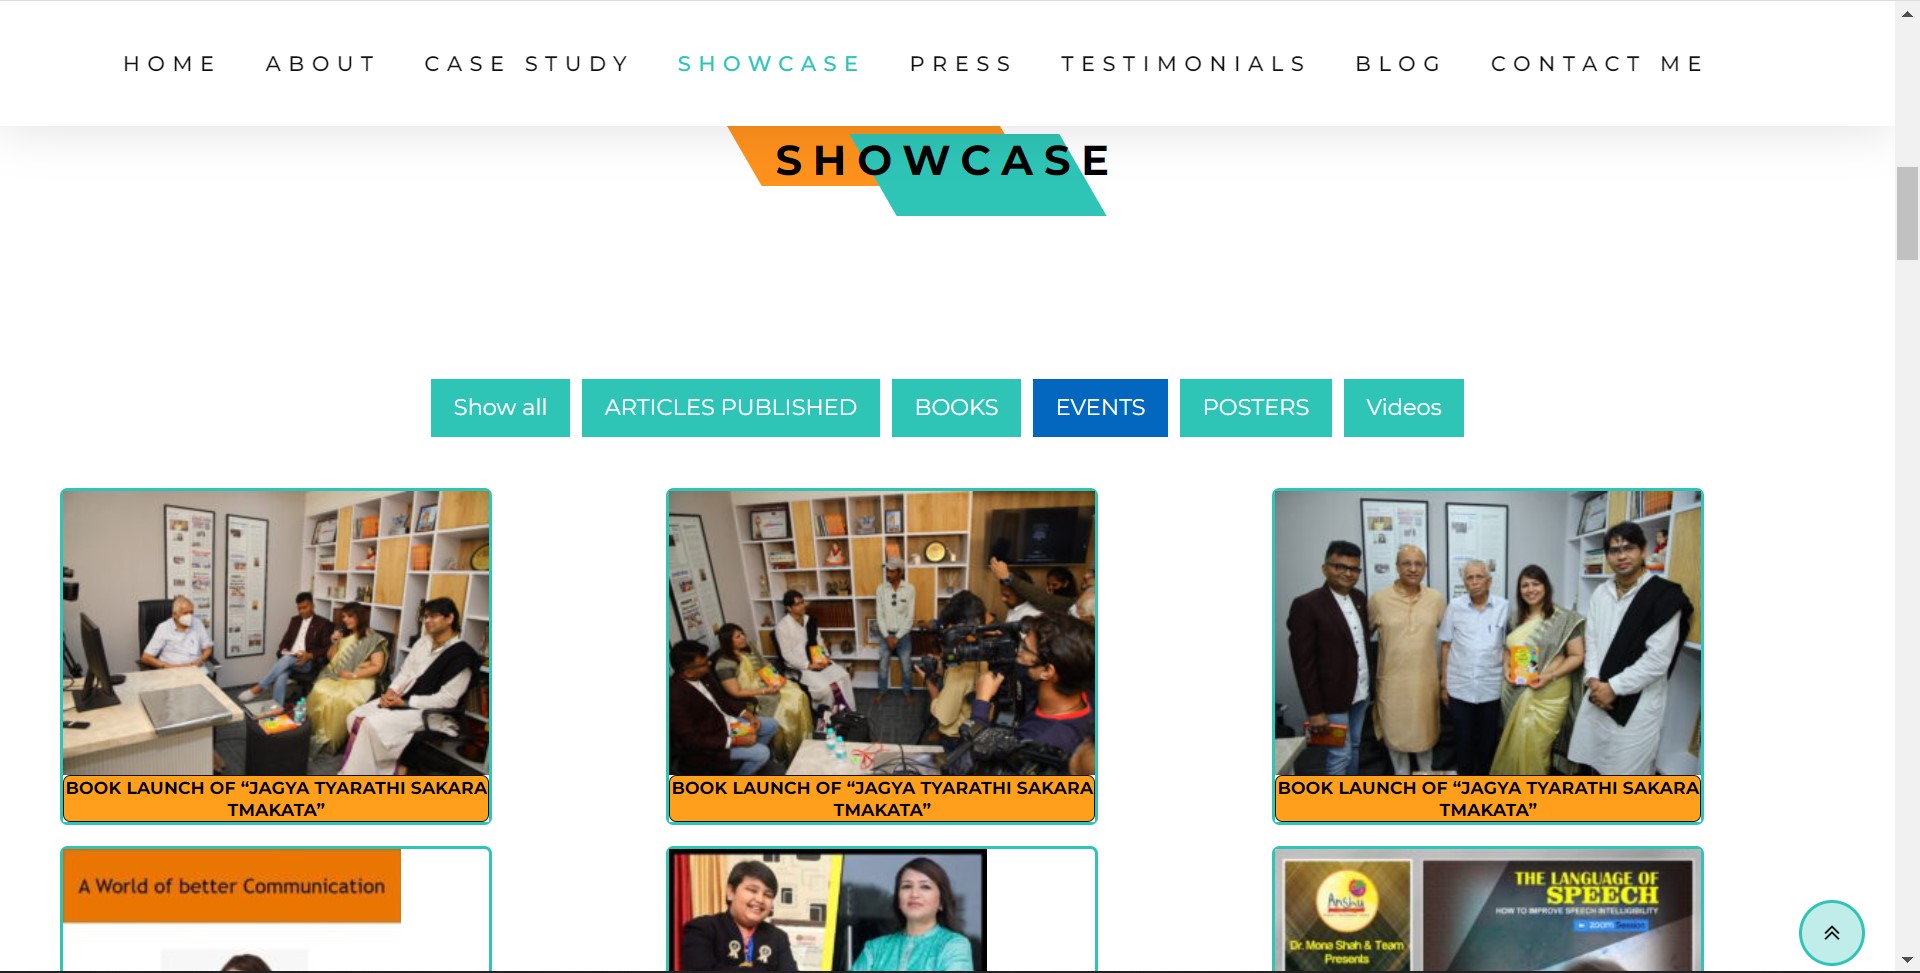 HOME ABOUT CASE STUDY SHOWCASE PRESS TESTIMONIALS BLOG CONTACT ME
SHOWCASE
Show all ARTICLES PUBLISHED BOOKS EVENTS POSTERS Videos
BOOK LAUNCH OF “JAGYA TYARATHI SAKARA
TMAKATA”
BOOK LAUNCH OF “JAGYA TYARATHI SAKARA
TMAKATA”
BOOK LAUNCH OF “JAGYA TYARATHI SAKARA
TMAKATA”
A World of better Communication
Anshu
Dr. Mona Shah & Team
Presents
THE LANGUAGE OF
SPEECH
HOW TO IMPROVE SPEECH INTELLIGIBILITY
zoom Session